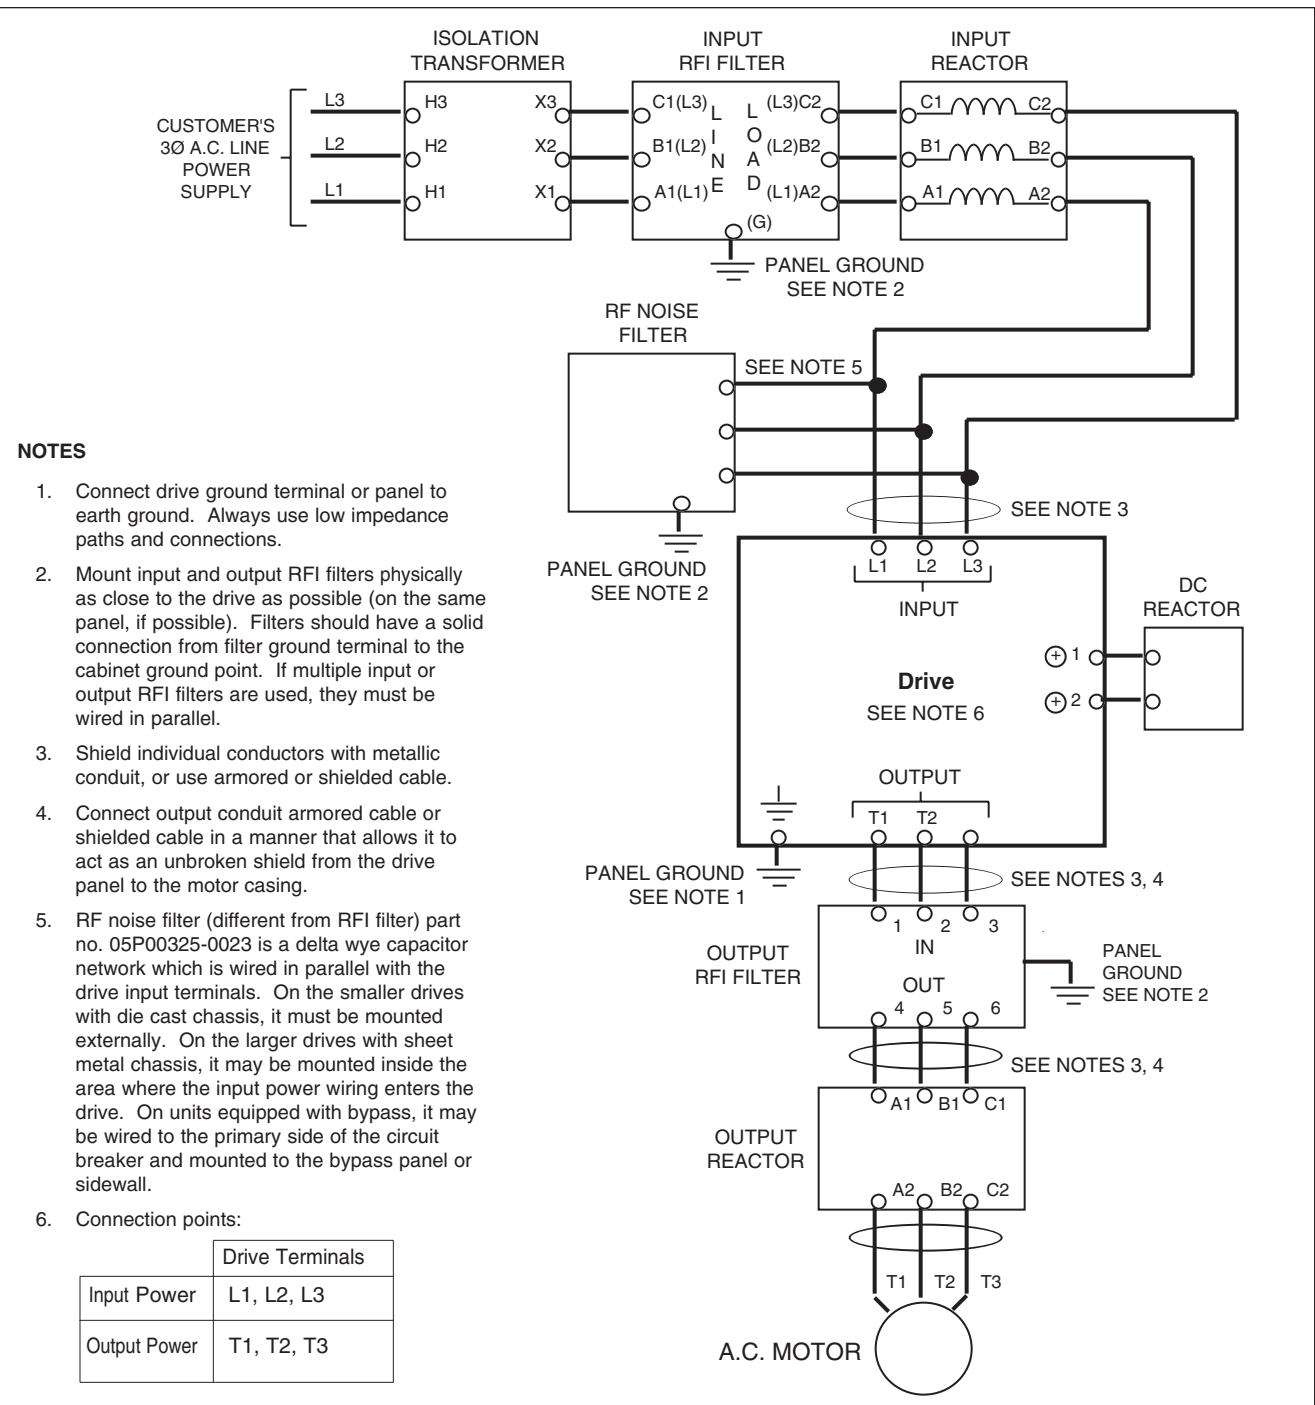 ISOLATION
TRANSFORMER
INPUT
RFI FILTER
INPUT
REACTOR
CUSTOMER'S
3Ø A.C. LINE
POWER
SUPPLY
L3
L2
L1
H3
H2
H1
X3
X2
X1
C1(L3)
B1(L2)
A1(L1)
LINE
LOAD
(L3)C2
(L2)B2
(L1)A2
(G)
C1
C2
B1
B2
A1
A2
PANEL GROUND
SEE NOTE 2
RF NOISE
FILTER
SEE NOTE 5
PANEL GROUND
SEE NOTE 2
SEE NOTE 3
L1
L2
L3
INPUT
DC
REACTOR
+ 1
+ 2
Drive
SEE NOTE 6
OUTPUT
T1
T2
PANEL GROUND
SEE NOTE 1
SEE NOTES 3, 4
OUTPUT
RFI FILTER
1
2
3
IN
OUT
4
5
6
PANEL
GROUND
SEE NOTE 2
SEE NOTES 3, 4
OUTPUT
REACTOR
A1
B1
C1
A2
B2
C2
T1
T2
T3
A.C. MOTOR
NOTES
1. Connect drive ground terminal or panel to
earth ground. Always use low impedance
paths and connections.
2. Mount input and output RFI filters physically
as close to the drive as possible (on the same
panel, if possible). Filters should have a solid
connection from filter ground terminal to the
cabinet ground point. If multiple input or
output RFI filters are used, they must be
wired in parallel.
3. Shield individual conductors with metallic
conduit, or use armored or shielded cable.
4. Connect output conduit armored cable or
shielded cable in a manner that allows it to
act as an unbroken shield from the drive
panel to the motor casing.
5. RF noise filter (different from RFI filter) part
no. 05P00325-0023 is a delta wye capacitor
network which is wired in parallel with the
drive input terminals. On the smaller drives
with die cast chassis, it must be mounted
externally. On the larger drives with sheet
metal chassis, it may be mounted inside the
area where the input power wiring enters the
drive. On units equipped with bypass, it may
be wired to the primary side of the circuit
breaker and mounted to the bypass panel or
sidewall.
6. Connection points:
Drive Terminals
Input Power L1, L2, L3
Output Power T1, T2, T3